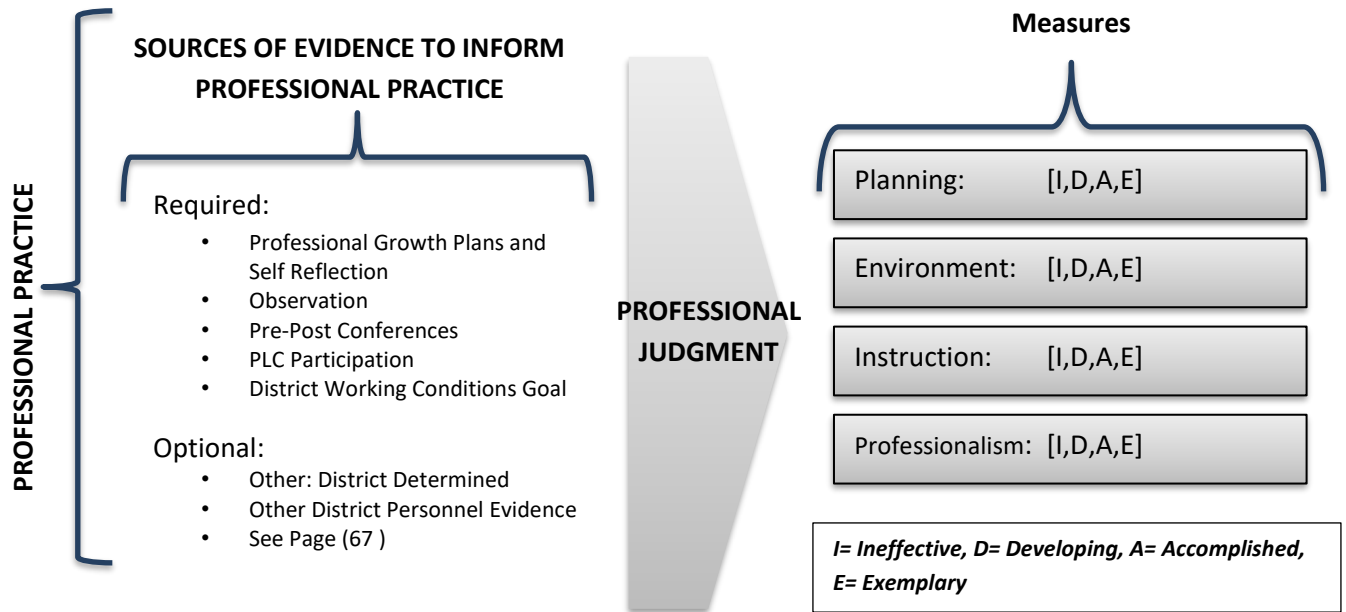 PROFESSIONAL PRACTICE
SOURCES OF EVIDENCE TO INFORM
PROFESSIONAL PRACTICE
Required:
• Professional Growth Plans and
Self Reflection
• Observation
• Pre-Post Conferences
• PLC Participation
• District Working Conditions Goal
Optional:
• Other: District Determined
• Other District Personnel Evidence
• See Page (67 )
PROFESSIONAL
JUDGMENT
Measures
Planning: [I,D,A,E]
Environment: [I,D,A,E]
Instruction: [I,D,A,E]
Professionalism: [I,D,A,E]
I= Ineffective, D= Developing, A= Accomplished,
E= Exemplary